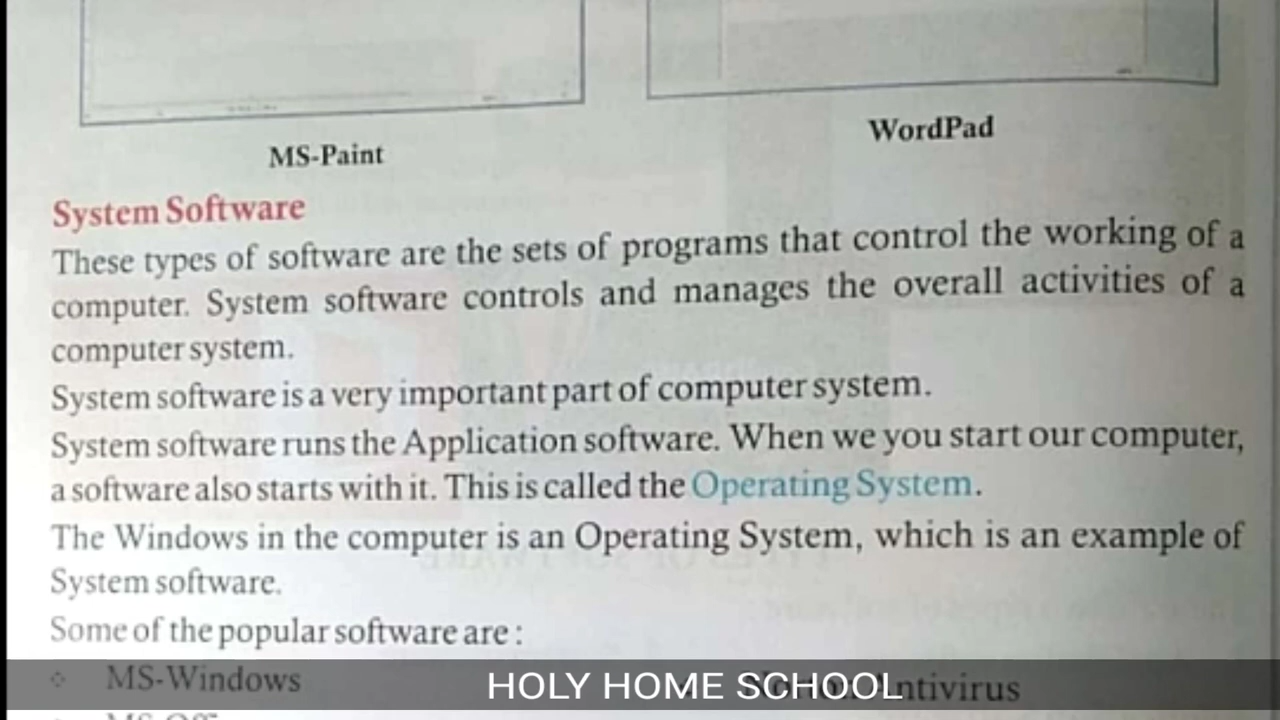 MS-Paint
WordPad
System Software
These types of software are the sets of programs that control the working of a
computer. System software controls and manages the overall activities of a
computer system.
System software is a very important part of computer system.
System software runs the Application software. When we you start our computer,
a software also starts with it. This is called the Operating System.
The Windows in the computer is an Operating System, which is an example of
System software.
Some of the popular software are :
MS-Windows
Antivirus
HOLY HOME SCHOOL